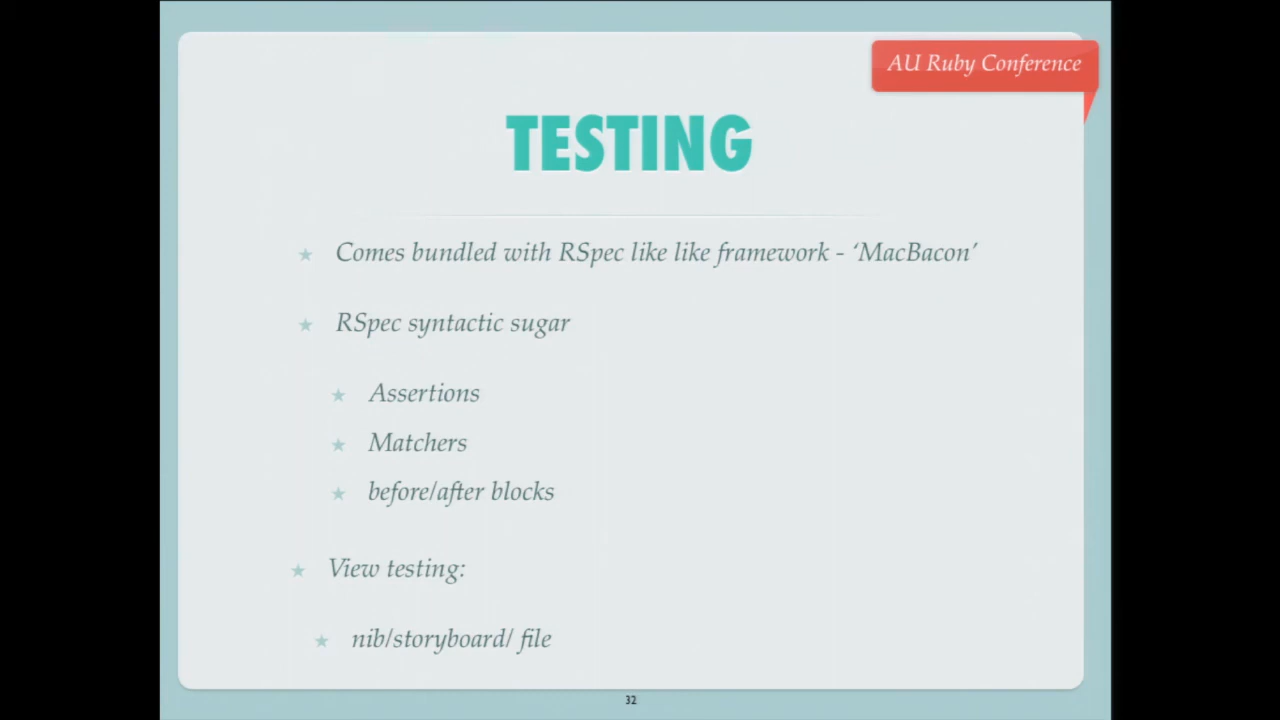 AU Ruby Conference
TESTING
Comes bundled with RSpec like like framework - ‘MacBacon’
RSpec syntactic sugar
Assertions
Matchers
before/after blocks
View testing:
nib/storyboard/ file
32